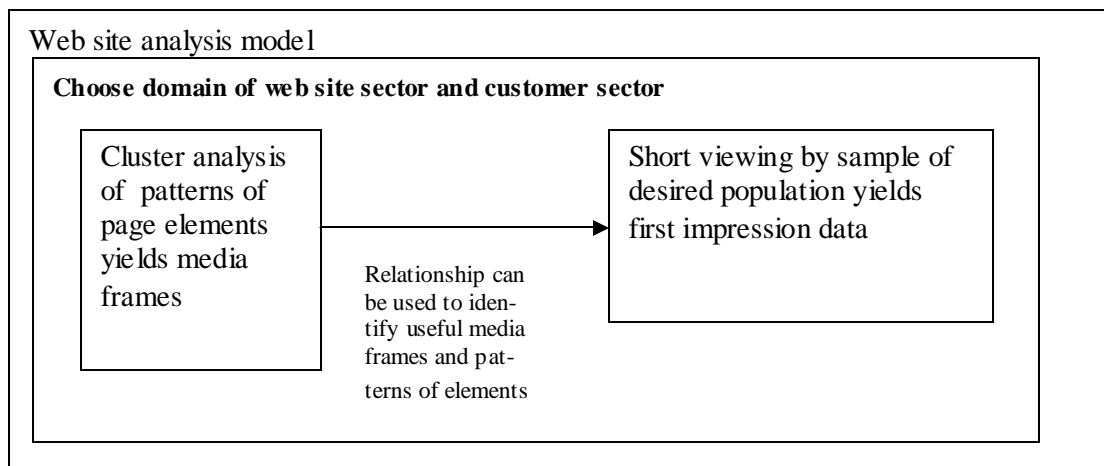 Web site analysis model
Choose domain of web site sector and customer sector
Cluster analysis
of patterns of
page elements
yields media
frames
Short viewing by sample of
desired population yields
first impression data
Relationship can
be used to iden-
tify useful media
frames and pat-
terns of elements